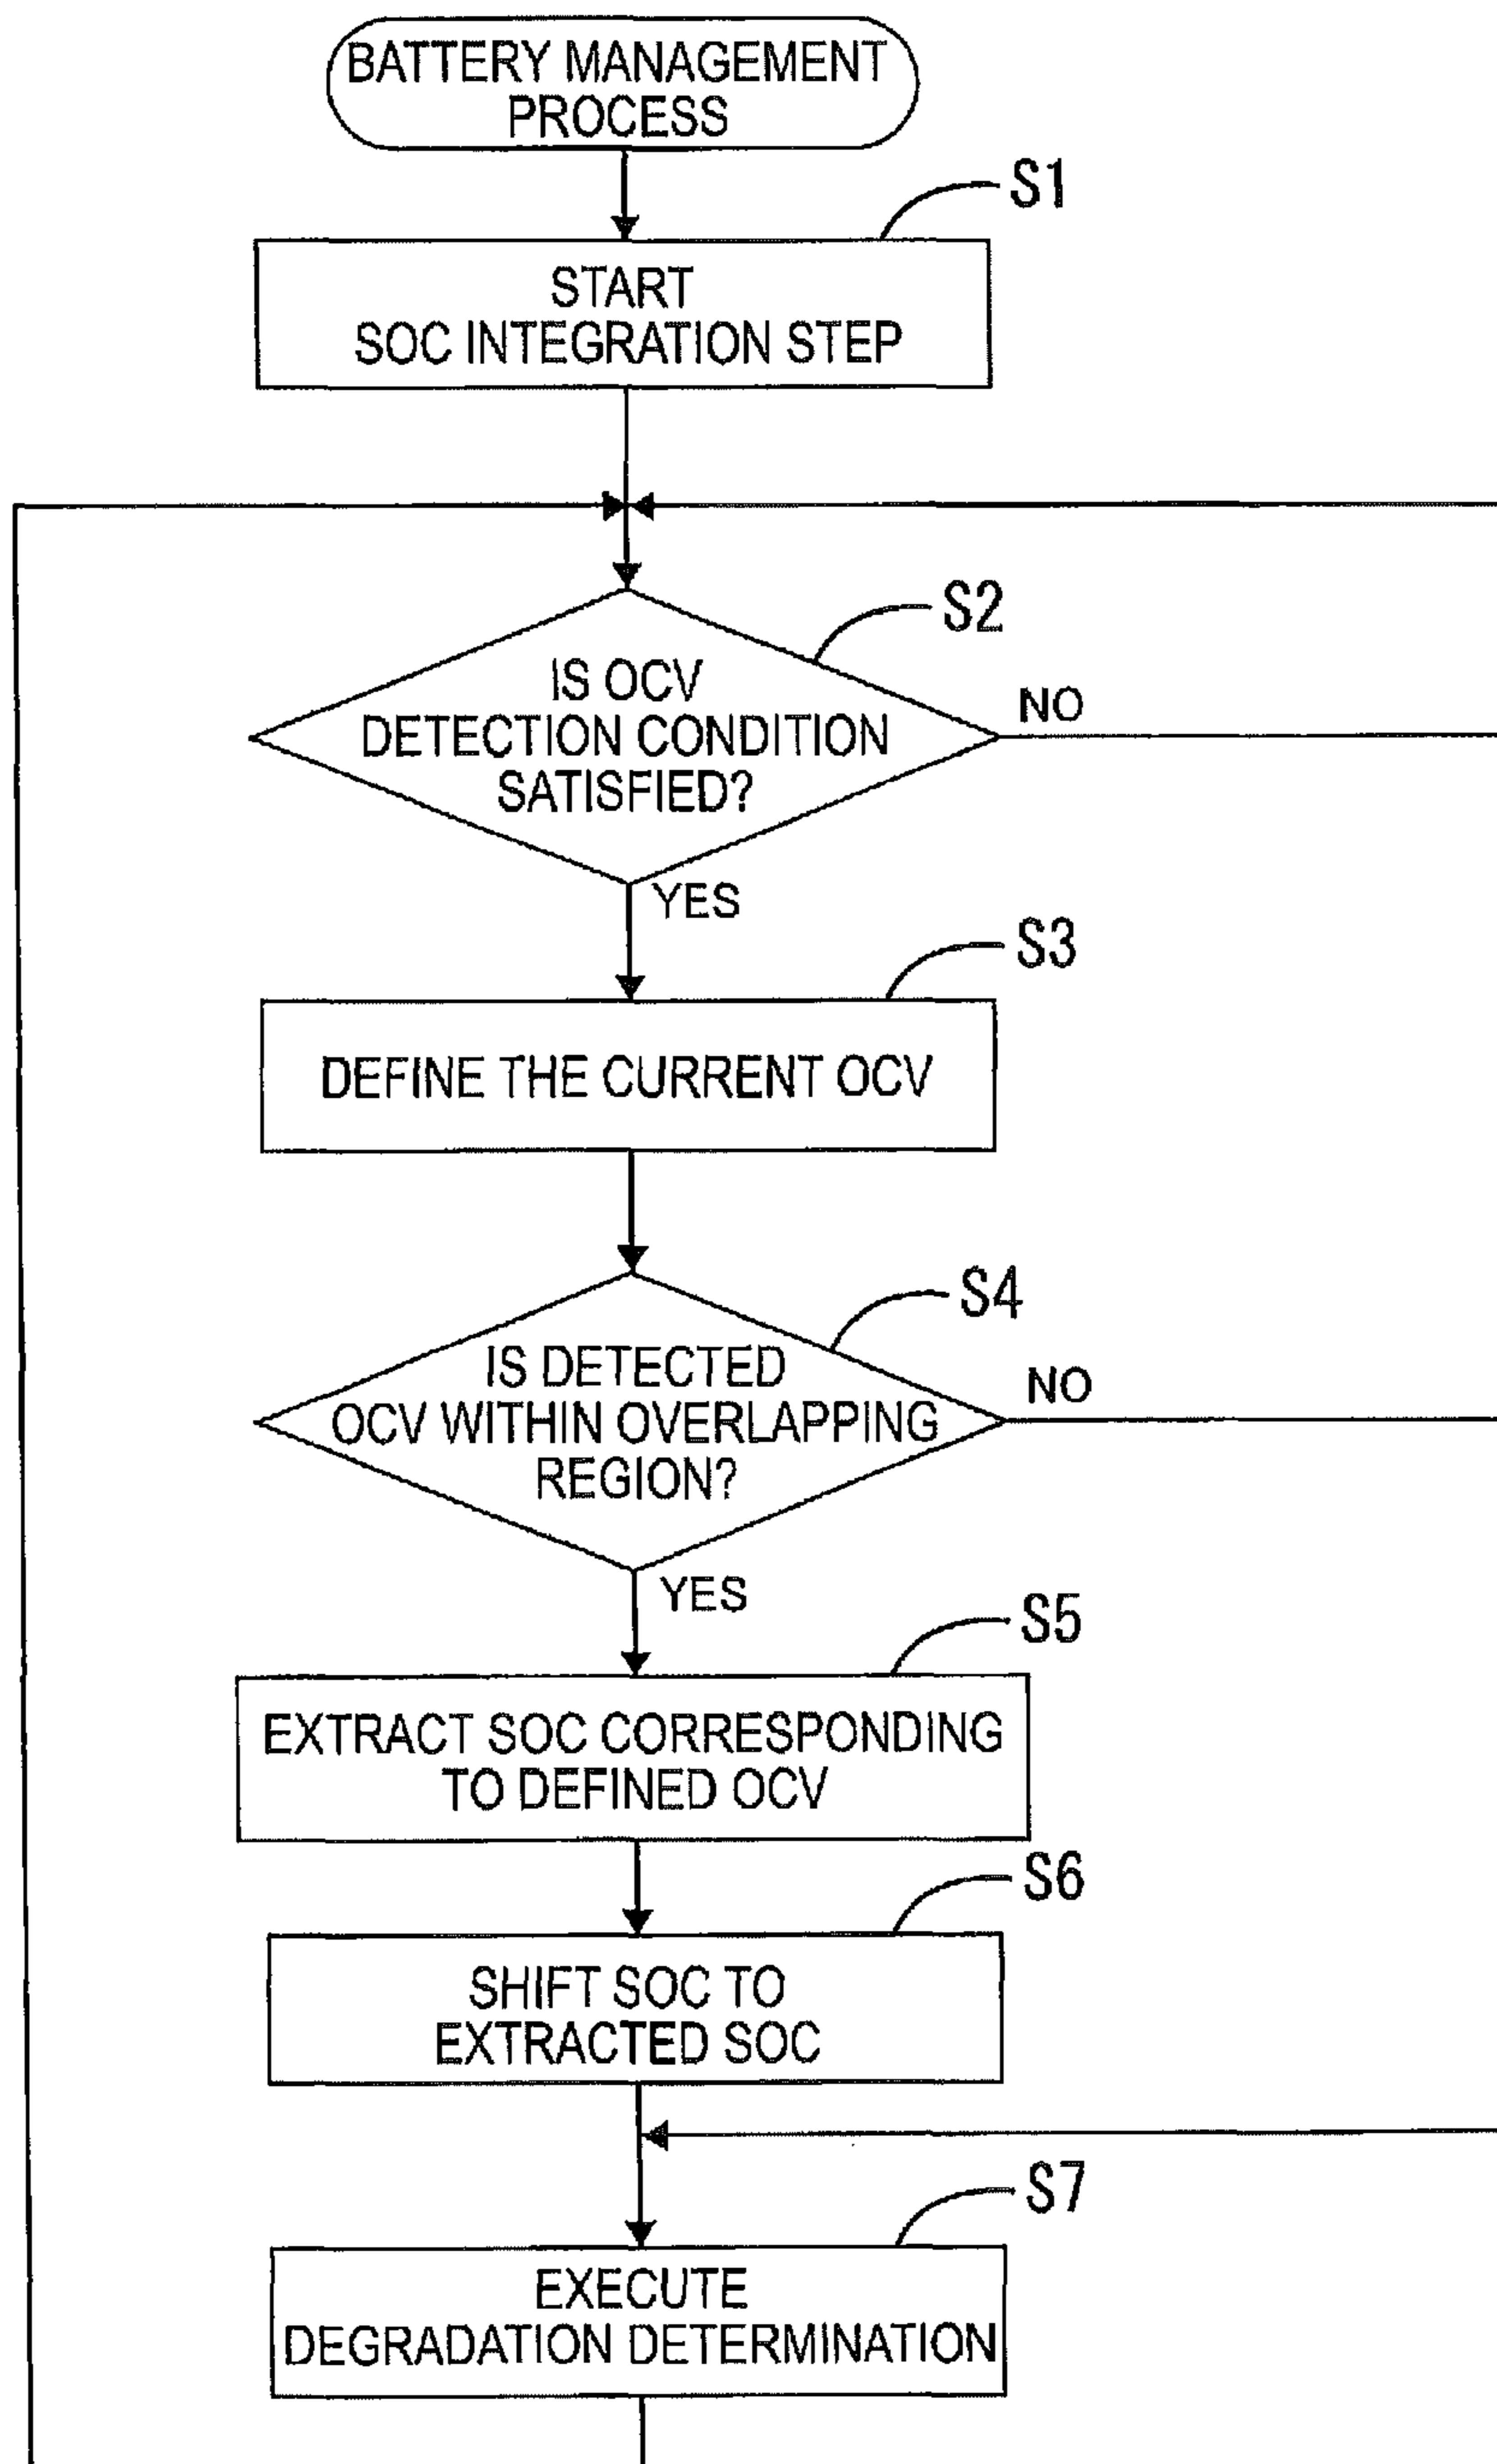 BATTERY MANAGEMENT
PROCESS
S1
START
SOC INTEGRATION STEP
S2
IS OCV
DETECTION CONDITION
SATISFIED?
NO
YES
S3
DEFINE THE CURRENT OCV
S4
IS DETECTED
OCV WITHIN OVERLAPPING
REGION?
NO
YES
S5
EXTRACT SOC CORRESPONDING
TO DEFINED OCV
S6
SHIFT SOC TO
EXTRACTED SOC
S7
EXECUTE
DEGRADATION DETERMINATION